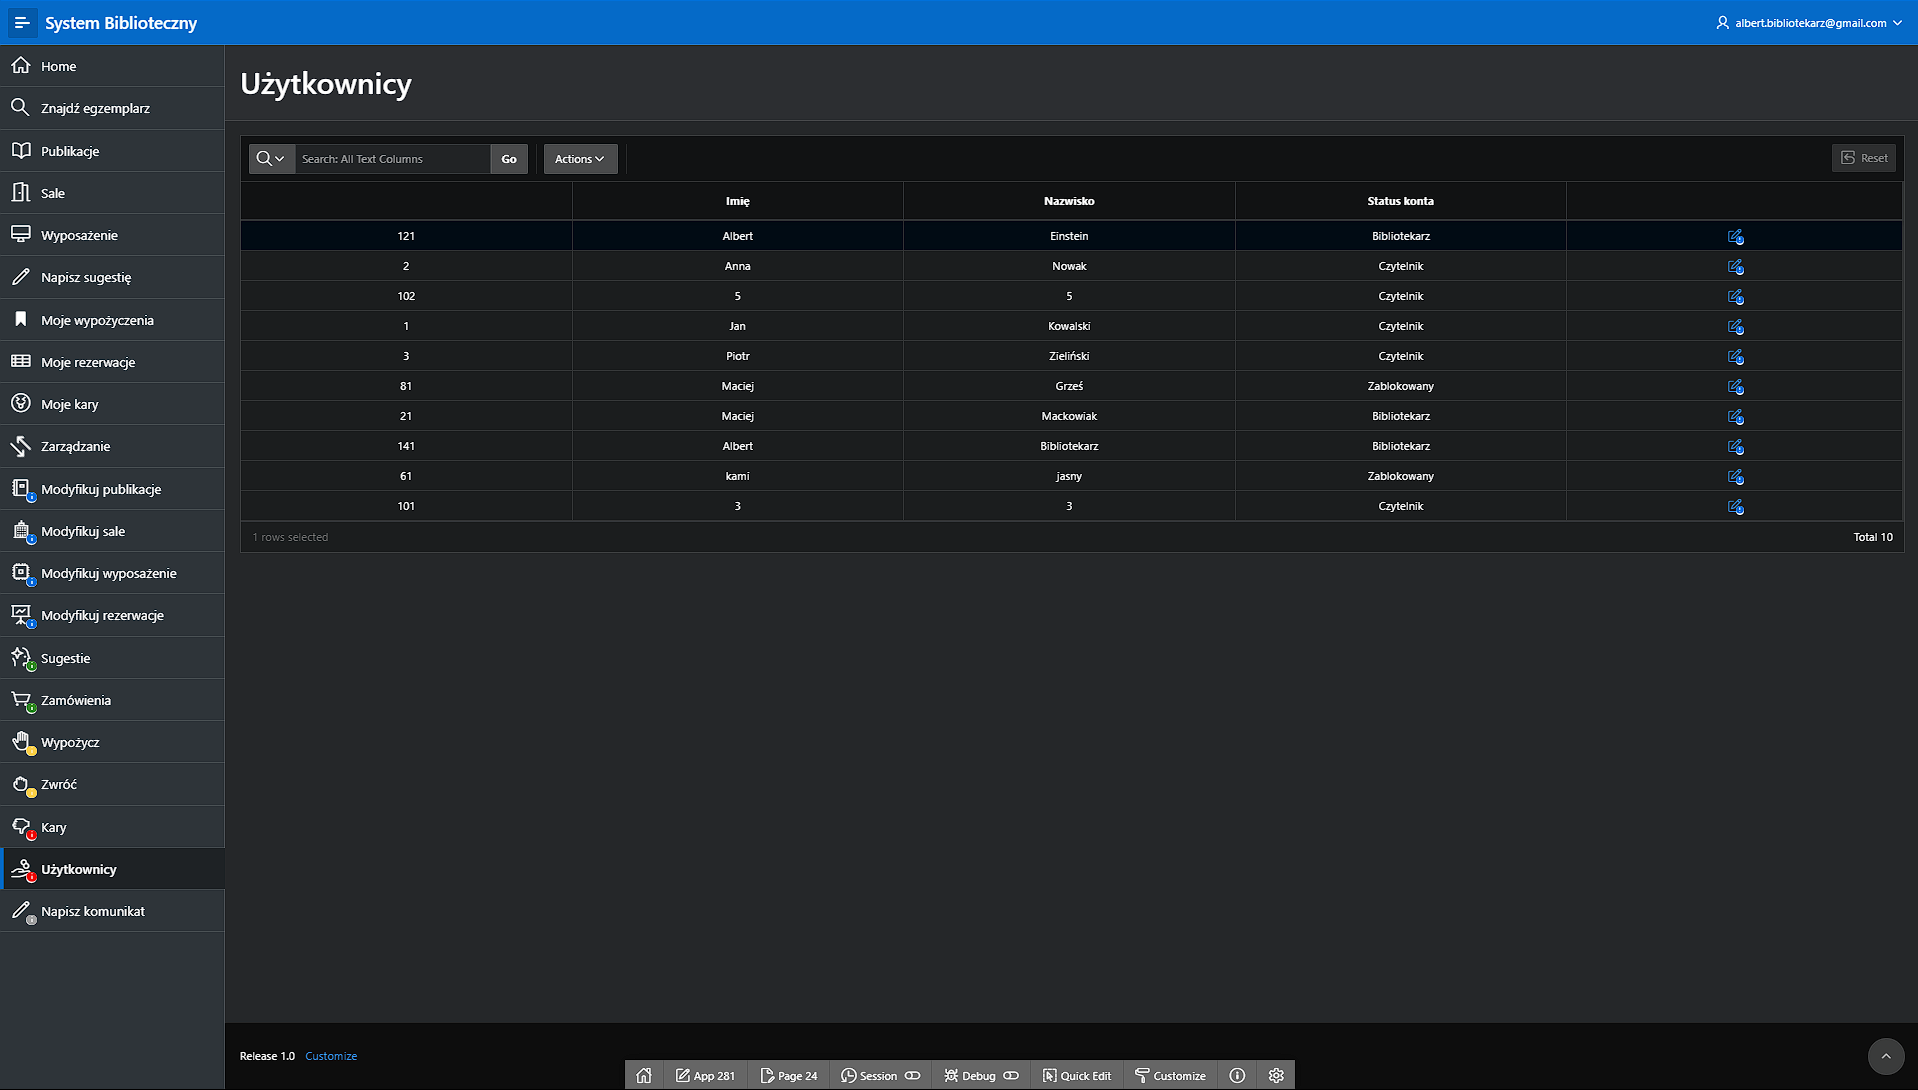 System Biblioteczny
albert.bibliotekarz@gmail.com
Home
Znajdź egzemplarz
Publikacje
Sale
Wyposażenie
Napisz sugestię
Moje wypożyczenia
Moje rezerwacje
Moje kary
Zarządzanie
Modyfikuj publikacje
Modyfikuj sale
Modyfikuj wyposażenie
Modyfikuj rezerwacje
Sugestie
Zamówienia
Wypożycz
Zwróć
Kary
Użytkownicy
Napisz komunikat
Użytkownicy
Search: All Text Columns Go Actions Reset
Imię Nazwisko Status konta
121 Albert Einstein Bibliotekarz
2 Anna Nowak Czytelnik
102 5 5 Czytelnik
1 Jan Kowalski Czytelnik
3 Piotr Zieliński Czytelnik
81 Maciej Grześ Zablokowany
21 Maciej Mackowiak Bibliotekarz
141 Albert Bibliotekarz Bibliotekarz
61 kami jasny Zablokowany
101 3 3 Czytelnik
1 rows selected Total 10
Release 1.0 Customize
App 281 Page 24 Session Debug Quick Edit Customize